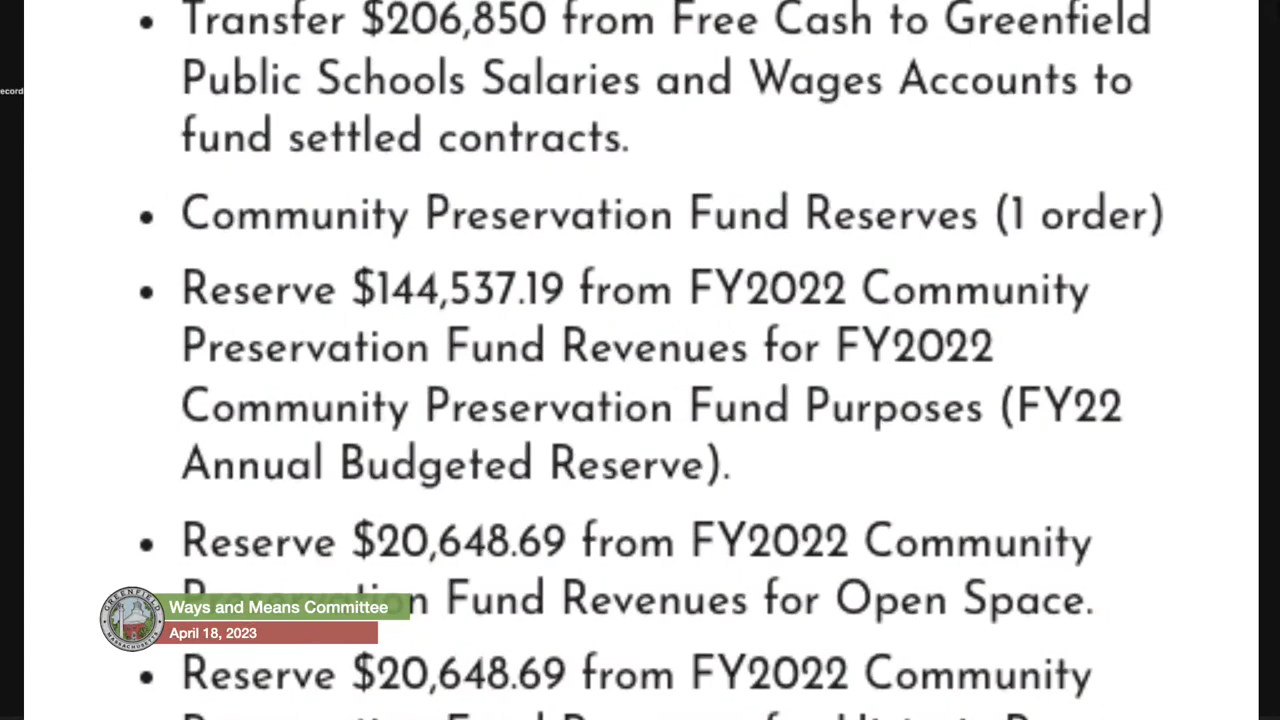 Transfer $206,850 from Free Cash to Greenfield
Public Schools Salaries and Wages Accounts to
fund settled contracts.
Community Preservation Fund Reserves (1 order)
Reserve $144,537.19 from FY2022 Community
Preservation Fund Revenues for FY2022
Community Preservation Fund Purposes (FY22
Annual Budgeted Reserve).
Reserve $20,648.69 from FY2022 Community
Preservation Fund Revenues for Open Space.
Ways and Means Committee
April 18, 2023
GREENFIELD
MASSACHUSETTS
Reserve $20,648.69 from FY2022 Community